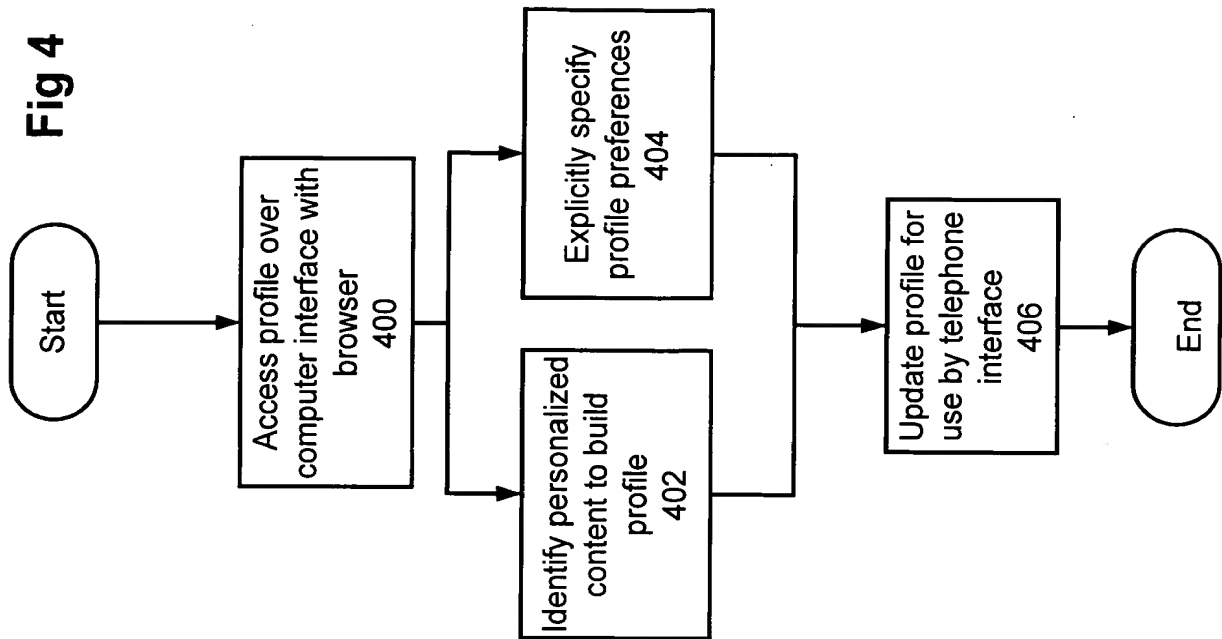 Fig 4
Start
Access profile over
computer interface with
browser
400
Identify personalized
content to build
profile
402
Explicitly specify
profile preferences
404
Update profile for
use by telephone
interface
406
End